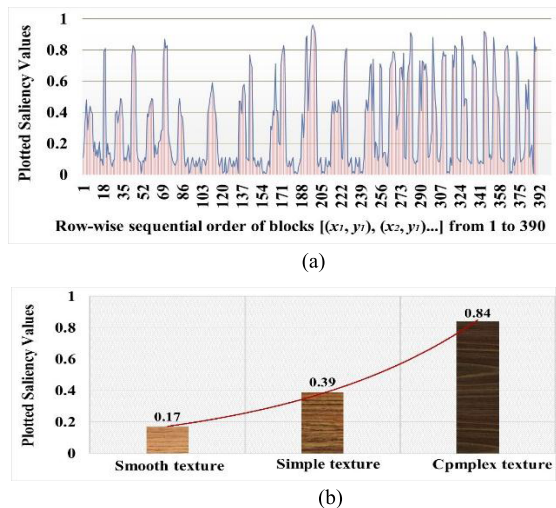 (a)
Plotted Saliency Values
1
0.8
0.6
0.4
0.2
0
1 18 35 52 69 86 103 120 137 154 171 188 205 222 239 256 273 290 307 324 341 358 375 392
Row-wise sequential order of blocks [(x1, y1), (x2, y1)...] from 1 to 390
(a)
Plotted Saliency Values
1
0.8
0.6
0.4
0.2
0
0.17
0.39
0.84
Smooth texture Simple texture Cpmplex texture
(b)